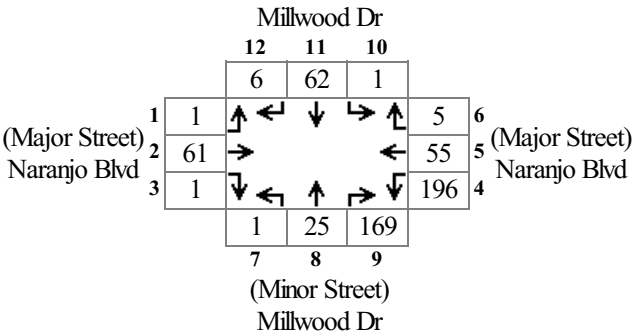 Millwood Dr
12 11 10
6 62 1
1 1 5 6
(Major Street) 2 61 55 5 (Major Street)
Naranjo Blvd Naranjo Blvd
3 1 196 4
1 25 169
7 8 9
(Minor Street)
Millwood Dr